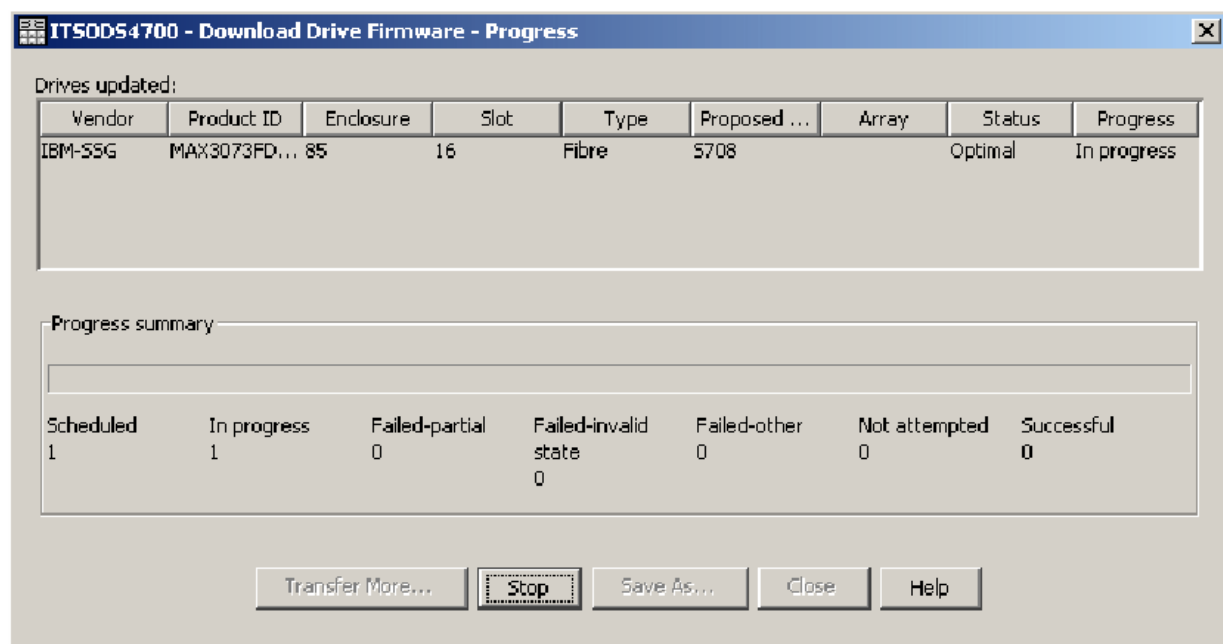 ITSODS4700 - Download Drive Firmware - Progress
Drives updated:
Vendor Product ID Enclosure Slot Type Proposed ... Array Status Progress
IBM-SSG MAX3073FD... 85 16 Fibre S708 Optimal In progress
Progress summary
Scheduled In progress Failed-partial Failed-invalid Failed-other Not attempted Successful
1 1 0 state 0 0 0
0
Transfer More... Stop Save As... Close Help